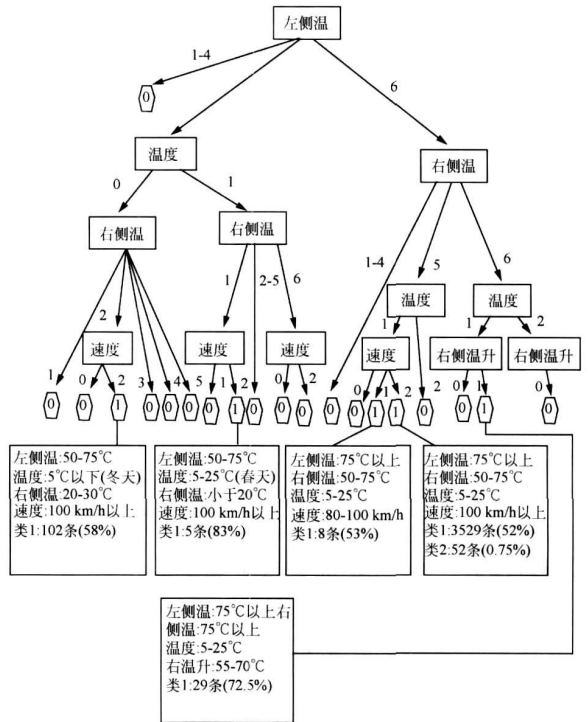 左侧温
1-4
6
0
温度
右侧温
0
1
右侧温
右侧温
1-4
5
6
2
1
2-5
6
温度
温度
1
2
1
2
速度
速度
速度
速度
右侧温升
右侧温升
1
0
2
3
4
5
0
1
2
0
2
0
1
2
0
1
0
0
0
1
0
0
0
0
1
0
0
0
0
0
1
1
0
0
1
0
左侧温:50-75℃
温度:5℃以下(冬天)
右侧温:20-30℃
速度:100 km/h以上
类1:102条(58%)
左侧温:50-75℃
温度:5-25℃(春天)
右侧温:小于20℃
速度:100 km/h以上
类1:5条(83%)
左侧温:75℃以上
右侧温:50-75℃
温度:5-25℃
速度:80-100 km/h
类1:8条(53%)
左侧温:75℃以上
右侧温:50-75℃
温度:5-25℃
速度:100 km/h以上
类1:3529条(52%)
类2:52条(0.75%)
左侧温:75℃以上右
侧温:75℃以上
温度:5-25℃
右温升:55-70℃
类1:29条(72.5%)